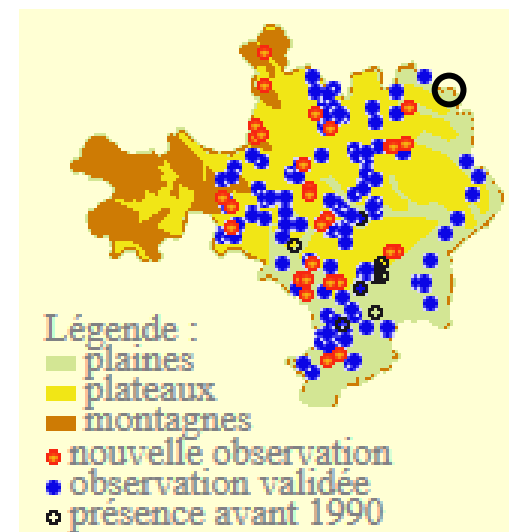 Légende :
plaines
plateaux
montagnes
nouvelle observation
observation validée
présence avant 1990